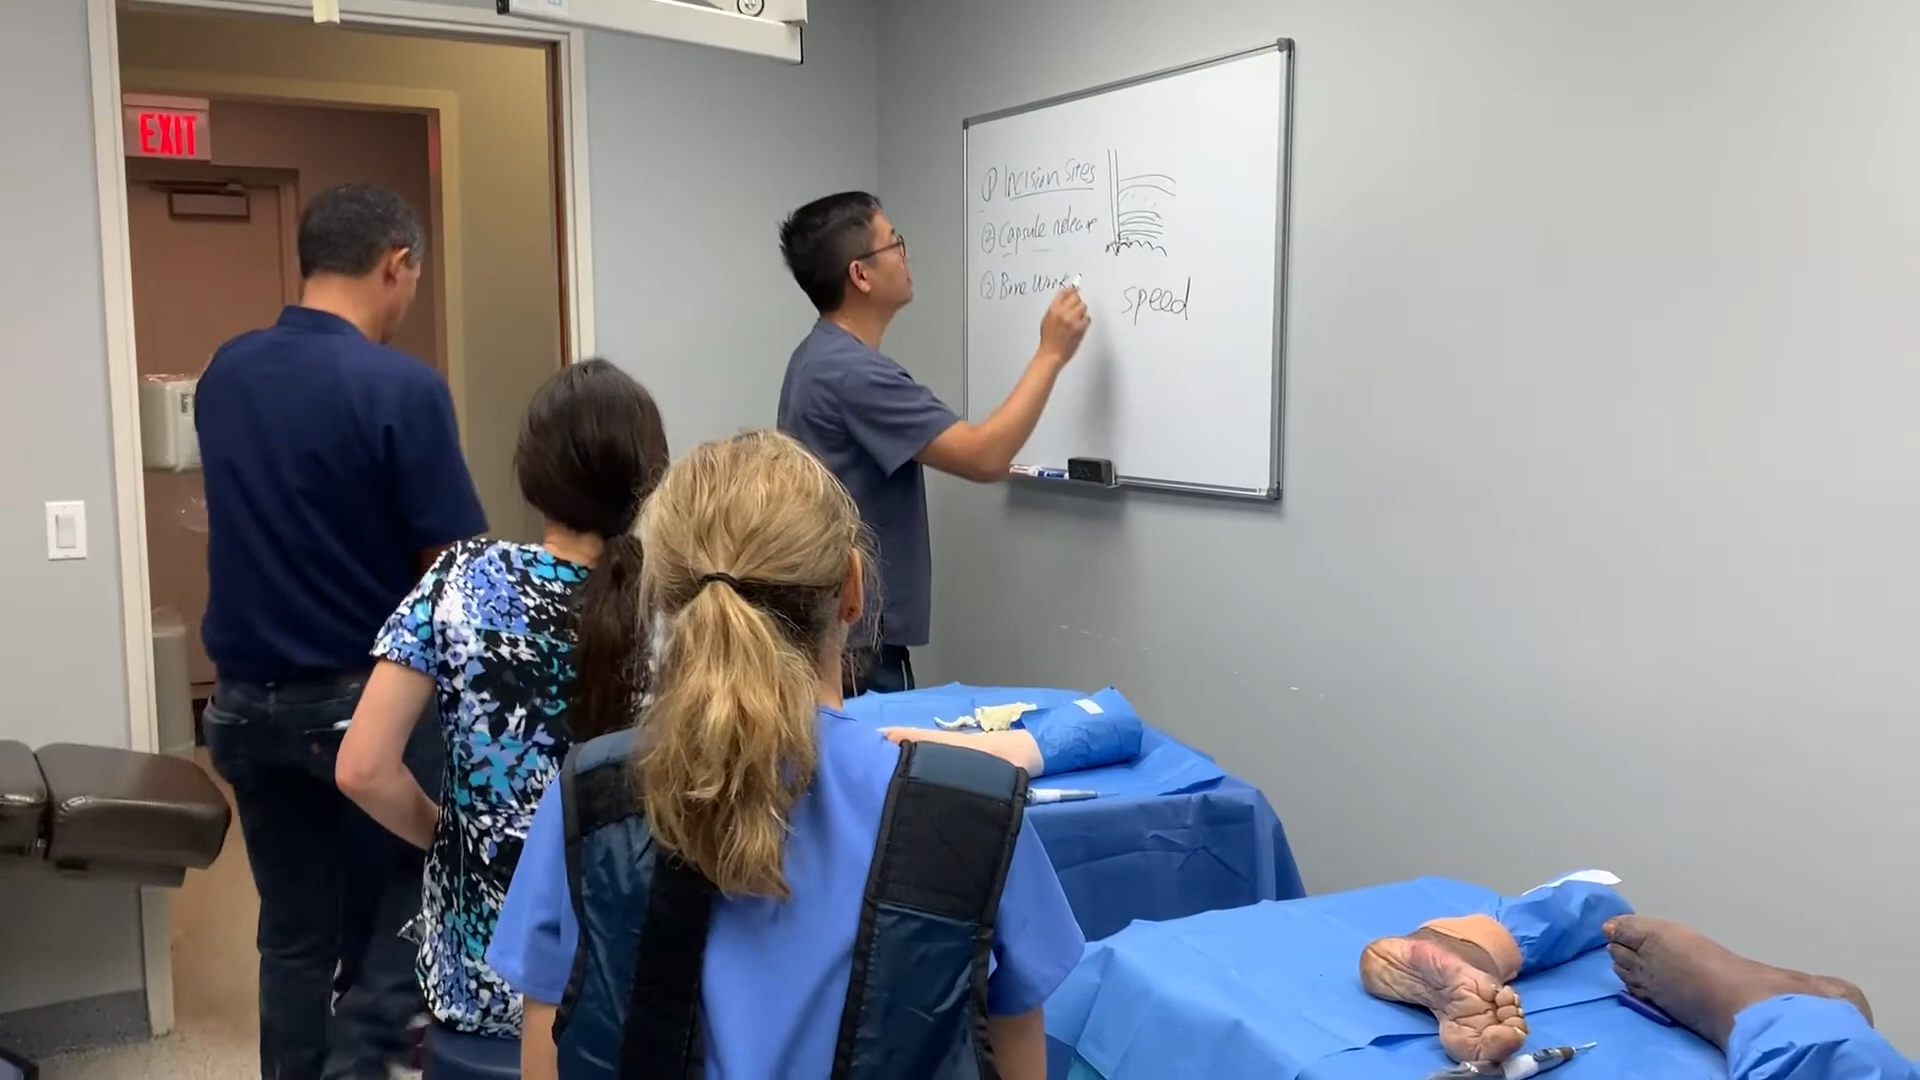 EXIT
① Incision Sites
② Capsule release
③ Bone Work
speed